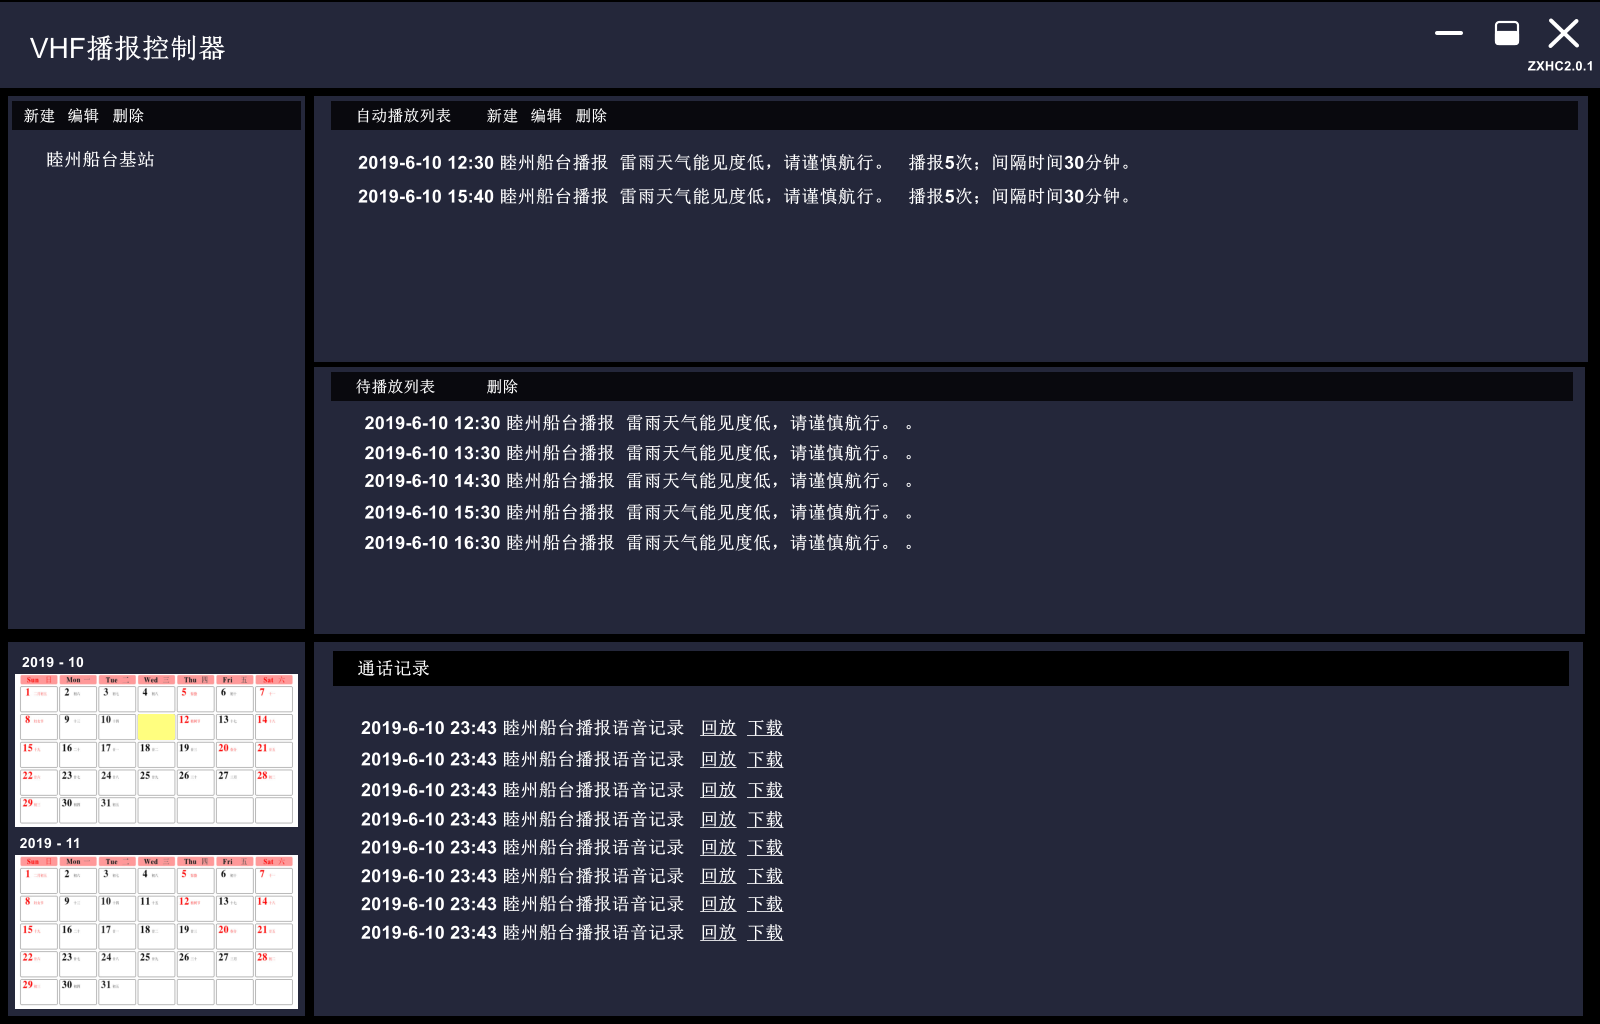 VHF播报控制器
ZXHC2.0.1
新建 编辑 删除
睦州船台基站
自动播放列表 新建 编辑 删除
2019-6-10 12:30 睦州船台播报 雷雨天气能见度低，请谨慎航行。 播报5次；间隔时间30分钟。
2019-6-10 15:40 睦州船台播报 雷雨天气能见度低，请谨慎航行。 播报5次；间隔时间30分钟。
待播放列表 删除
2019-6-10 12:30 睦州船台播报 雷雨天气能见度低，请谨慎航行。 。
2019-6-10 13:30 睦州船台播报 雷雨天气能见度低，请谨慎航行。 。
2019-6-10 14:30 睦州船台播报 雷雨天气能见度低，请谨慎航行。 。
2019-6-10 15:30 睦州船台播报 雷雨天气能见度低，请谨慎航行。 。
2019-6-10 16:30 睦州船台播报 雷雨天气能见度低，请谨慎航行。 。
2019 - 10
Sun 日 Mon 一 Tue 二 Wed 三 Thu 四 Fri 五 Sat 六
1 2 3 4 5 6 7
8 9 10 12 13 14
15 16 17 18 19 20 21
22 23 24 25 26 27 28
29 30 31
2019 - 11
Sun 日 Mon 一 Tue 二 Wed 三 Thu 四 Fri 五 Sat 六
1 2 3 4 5 6 7
8 9 10 11 12 13 14
15 16 17 18 19 20 21
22 23 24 25 26 27 28
29 30 31
通话记录
2019-6-10 23:43 睦州船台播报语音记录 回放 下载
2019-6-10 23:43 睦州船台播报语音记录 回放 下载
2019-6-10 23:43 睦州船台播报语音记录 回放 下载
2019-6-10 23:43 睦州船台播报语音记录 回放 下载
2019-6-10 23:43 睦州船台播报语音记录 回放 下载
2019-6-10 23:43 睦州船台播报语音记录 回放 下载
2019-6-10 23:43 睦州船台播报语音记录 回放 下载
2019-6-10 23:43 睦州船台播报语音记录 回放 下载